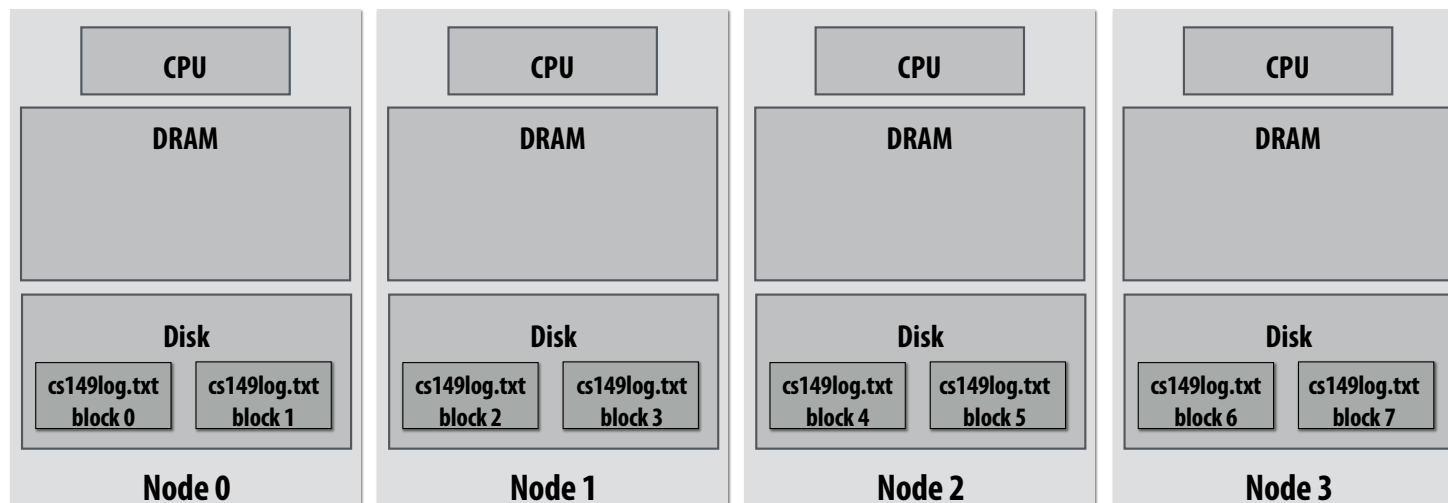 CPU
DRAM
Disk
cs149log.txt
block 0
cs149log.txt
block 1
Node 0
CPU
DRAM
Disk
cs149log.txt
block 2
cs149log.txt
block 3
Node 1
CPU
DRAM
Disk
cs149log.txt
block 4
cs149log.txt
block 5
Node 2
CPU
DRAM
Disk
cs149log.txt
block 6
cs149log.txt
block 7
Node 3